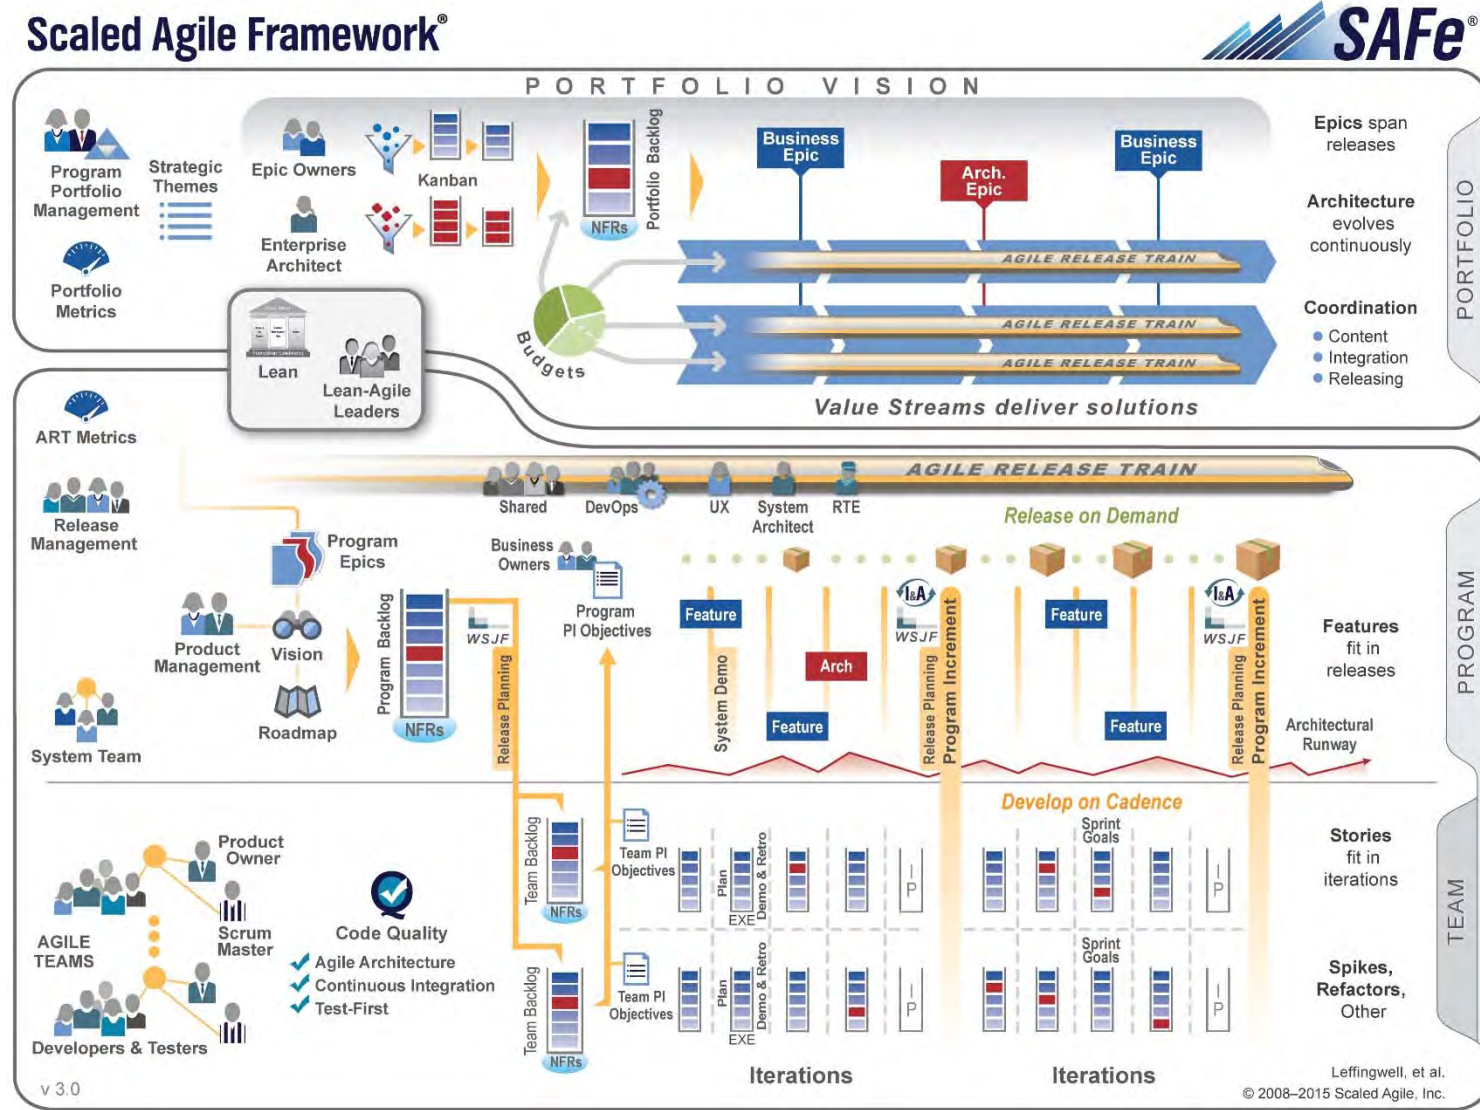 Scaled Agile Framework®
SAFe®
PORTFOLIO VISION
Program
Portfolio
Management
Strategic
Themes
Portfolio
Metrics
Epic Owners
Enterprise
Architect
Kanban
Portfolio Backlog
NFRs
Business
Epic
Arch.
Epic
Business
Epic
AGILE RELEASE TRAIN
AGILE RELEASE TRAIN
AGILE RELEASE TRAIN
Budgets
Value Streams deliver solutions
Epics span
releases
Architecture
evolves
continuously
Coordination
Content
Integration
Releasing
PORTFOLIO
Lean
Lean-Agile
Leaders
ART Metrics
Release
Management
AGILE RELEASE TRAIN
Shared
DevOps
UX
System
Architect
RTE
Release on Demand
Program
Epics
Business
Owners
Program
PI Objectives
Product
Management
Vision
Roadmap
System Team
Program Backlog
NFRs
WSJF
Release Planning
Feature
System Demo
Arch
Feature
I&A
WSJF
Release Planning
Program Increment
Feature
Feature
I&A
WSJF
Release Planning
Program Increment
Features
fit in
releases
Architectural
Runway
PROGRAM
Develop on Cadence
Product
Owner
Scrum
Master
AGILE
TEAMS
Developers & Testers
Code Quality
Agile Architecture
Continuous Integration
Test-First
Team Backlog
NFRs
Team PI
Objectives
Plan
EXE
Demo & Retro
I
P
Sprint
Goals
I
P
Team Backlog
NFRs
Team PI
Objectives
Plan
EXE
Demo & Retro
I
P
Sprint
Goals
I
P
Iterations
Iterations
Stories
fit in
iterations
Spikes,
Refactors,
Other
TEAM
v 3.0
Leffingwell, et al.
© 2008–2015 Scaled Agile, Inc.